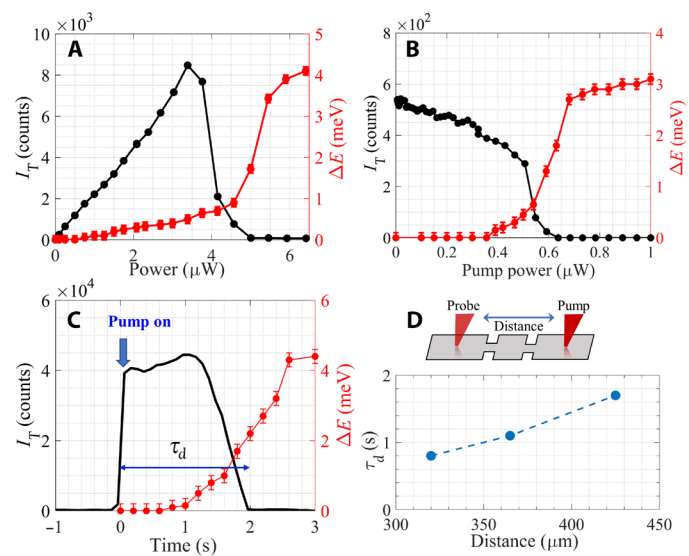 ×10³
A
10
8
6
4
2
0
I_T (counts)
0 2 4 6
Power (μW)
5
4
3
2
1
0
ΔE (meV)
×10²
B
8
6
4
2
0
I_T (counts)
0 0.2 0.4 0.6 0.8 1
Pump power (μW)
4
3
2
1
0
ΔE (meV)
×10⁴
C
6
4
2
0
I_T (counts)
Pump on
τ_d
-1 0 1 2 3
Time (s)
6
4
2
0
ΔE (meV)
D
Probe Pump
Distance
2
1
0
τ_d (s)
300 350 400 450
Distance (μm)